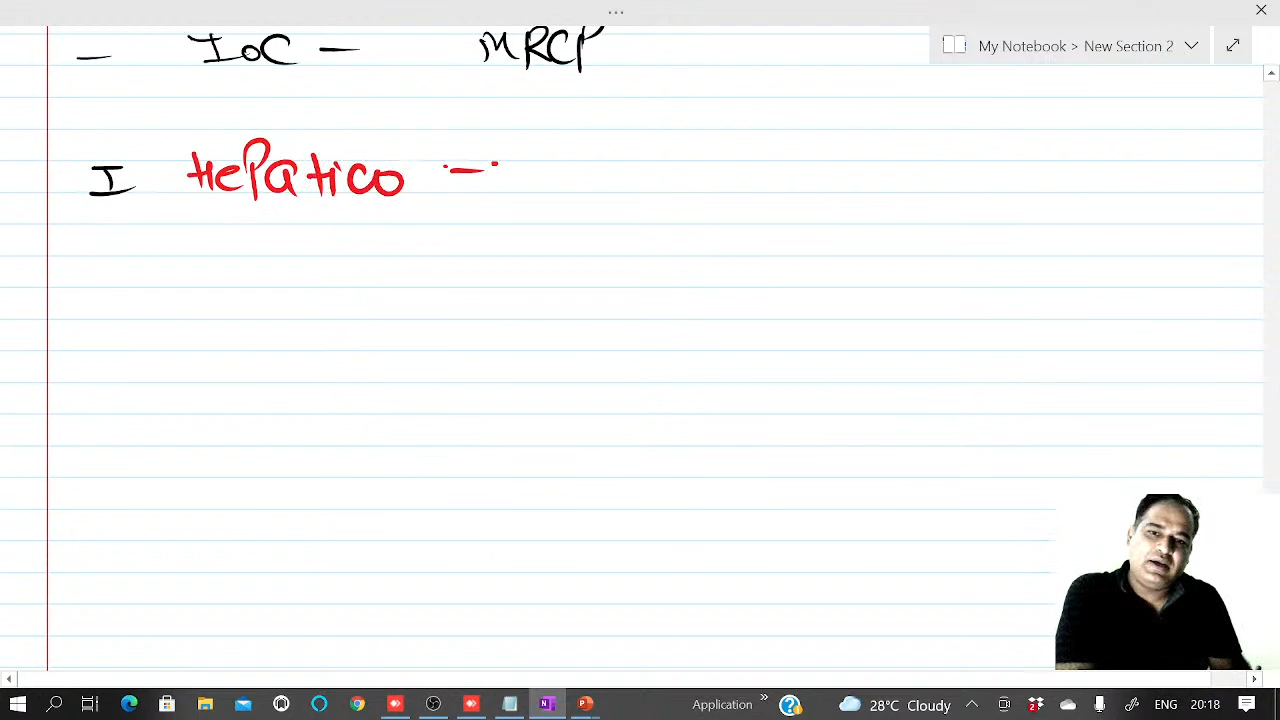 ...
My Notebook > New Section 2
- IoC - MRCP
I Hepatico -
Application
28°C Cloudy
ENG 20:18